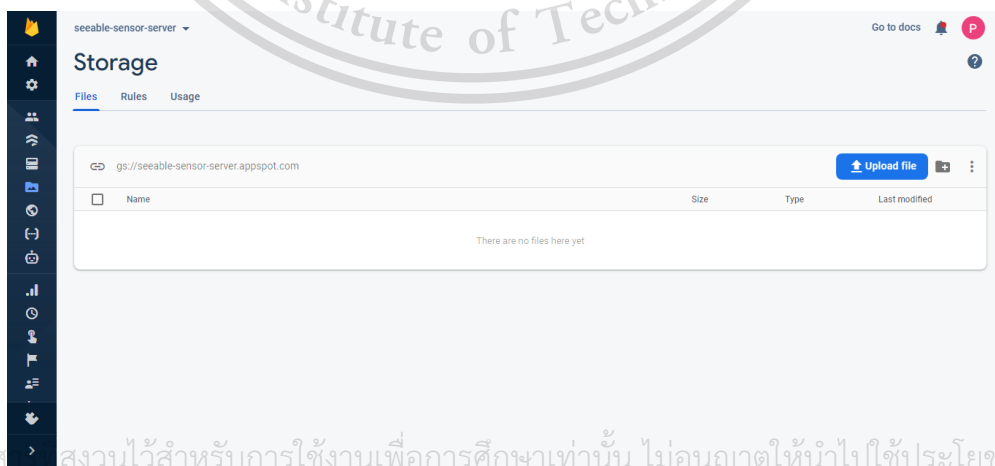 stitute of Tech
seeable-sensor-server
Go to docs
P
Storage
Files Rules Usage
gs://seeable-sensor-server.appspot.com
Upload file
Name Size Type Last modified
There are no files here yet
สงวนไว้สำหรับการใช้งานเพื่อการศึกษาเท่านั้น ไม่อนุญาตให้นำไปใช้ประโยช